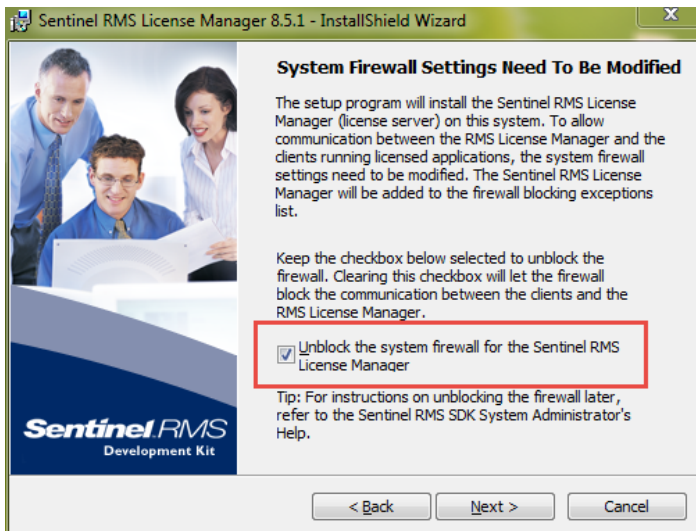 Sentinel RMS License Manager 8.5.1 - InstallShield Wizard
X
System Firewall Settings Need To Be Modified
The setup program will install the Sentinel RMS License
Manager (license server) on this system. To allow
communication between the RMS License Manager and the
clients running licensed applications, the system firewall
settings need to be modified. The Sentinel RMS License
Manager will be added to the firewall blocking exceptions
list.
Keep the checkbox below selected to unblock the
firewall. Clearing this checkbox will let the firewall
block the communication between the clients and the
RMS License Manager.
Unblock the system firewall for the Sentinel RMS
License Manager
Tip: For instructions on unblocking the firewall later,
refer to the Sentinel RMS SDK System Administrator's
Help.
Sentinel RMS
Development Kit
< Back
Next >
Cancel